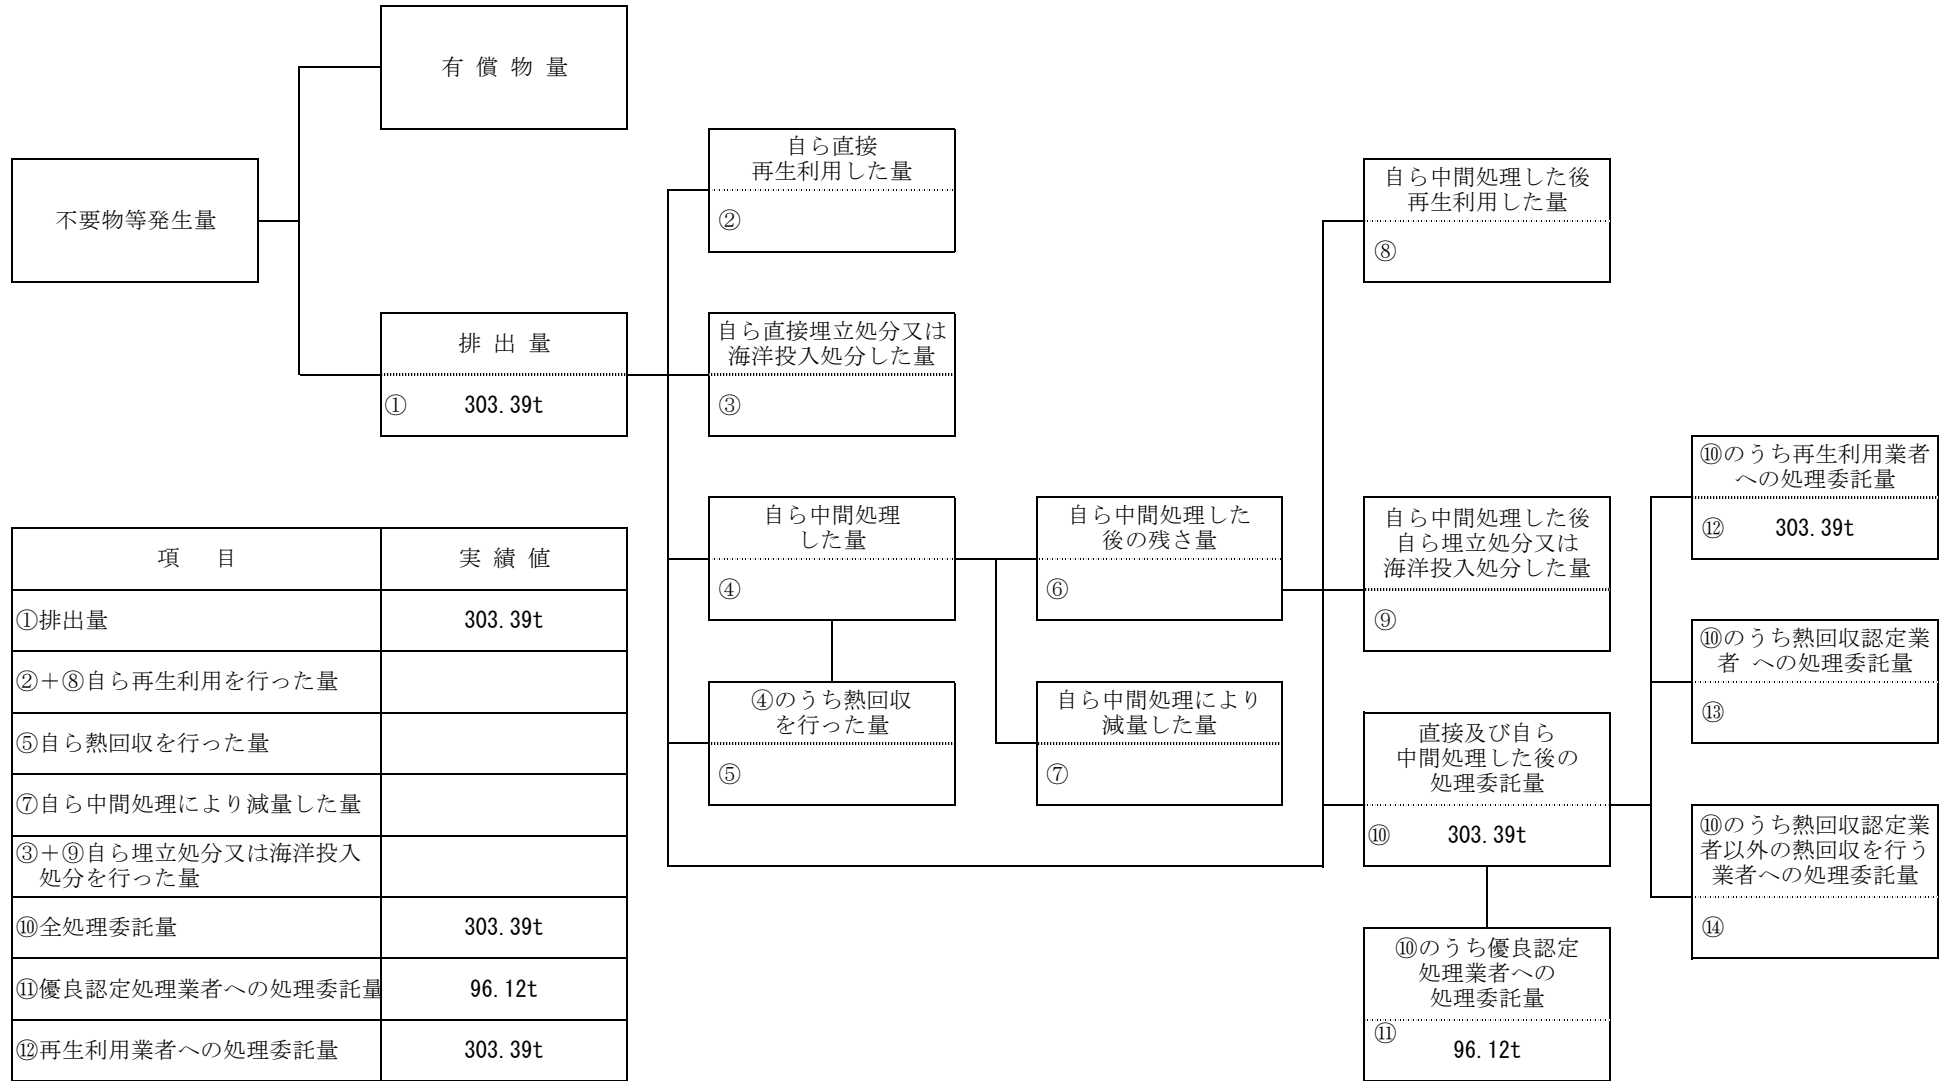 有 償 物 量
不要物等発生量
排 出 量
① 303.39t
自ら直接
再生利用した量
②
自ら直接埋立処分又は
海洋投入処分した量
③
自ら中間処理
した量
④
④のうち熱回収
を行った量
⑤
自ら中間処理した
後の残さ量
⑥
自ら中間処理により
減量した量
⑦
自ら中間処理した後
再生利用した量
⑧
自ら中間処理した後
自ら埋立処分又は
海洋投入処分した量
⑨
直接及び自ら
中間処理した後の
処理委託量
⑩ 303.39t
⑩のうち優良認定
処理業者への
処理委託量
⑪
96.12t
⑩のうち再生利用業者
への処理委託量
⑫ 303.39t
⑩のうち熱回収認定業
者 への処理委託量
⑬
⑩のうち熱回収認定業
者以外の熱回収を行う
業者への処理委託量
⑭
項 目 実 績 値
①排出量 303.39t
②＋⑧自ら再生利用を行った量
⑤自ら熱回収を行った量
⑦自ら中間処理により減量した量
③＋⑨自ら埋立処分又は海洋投入
処分を行った量
⑩全処理委託量 303.39t
⑪優良認定処理業者への処理委託量 96.12t
⑫再生利用業者への処理委託量 303.39t